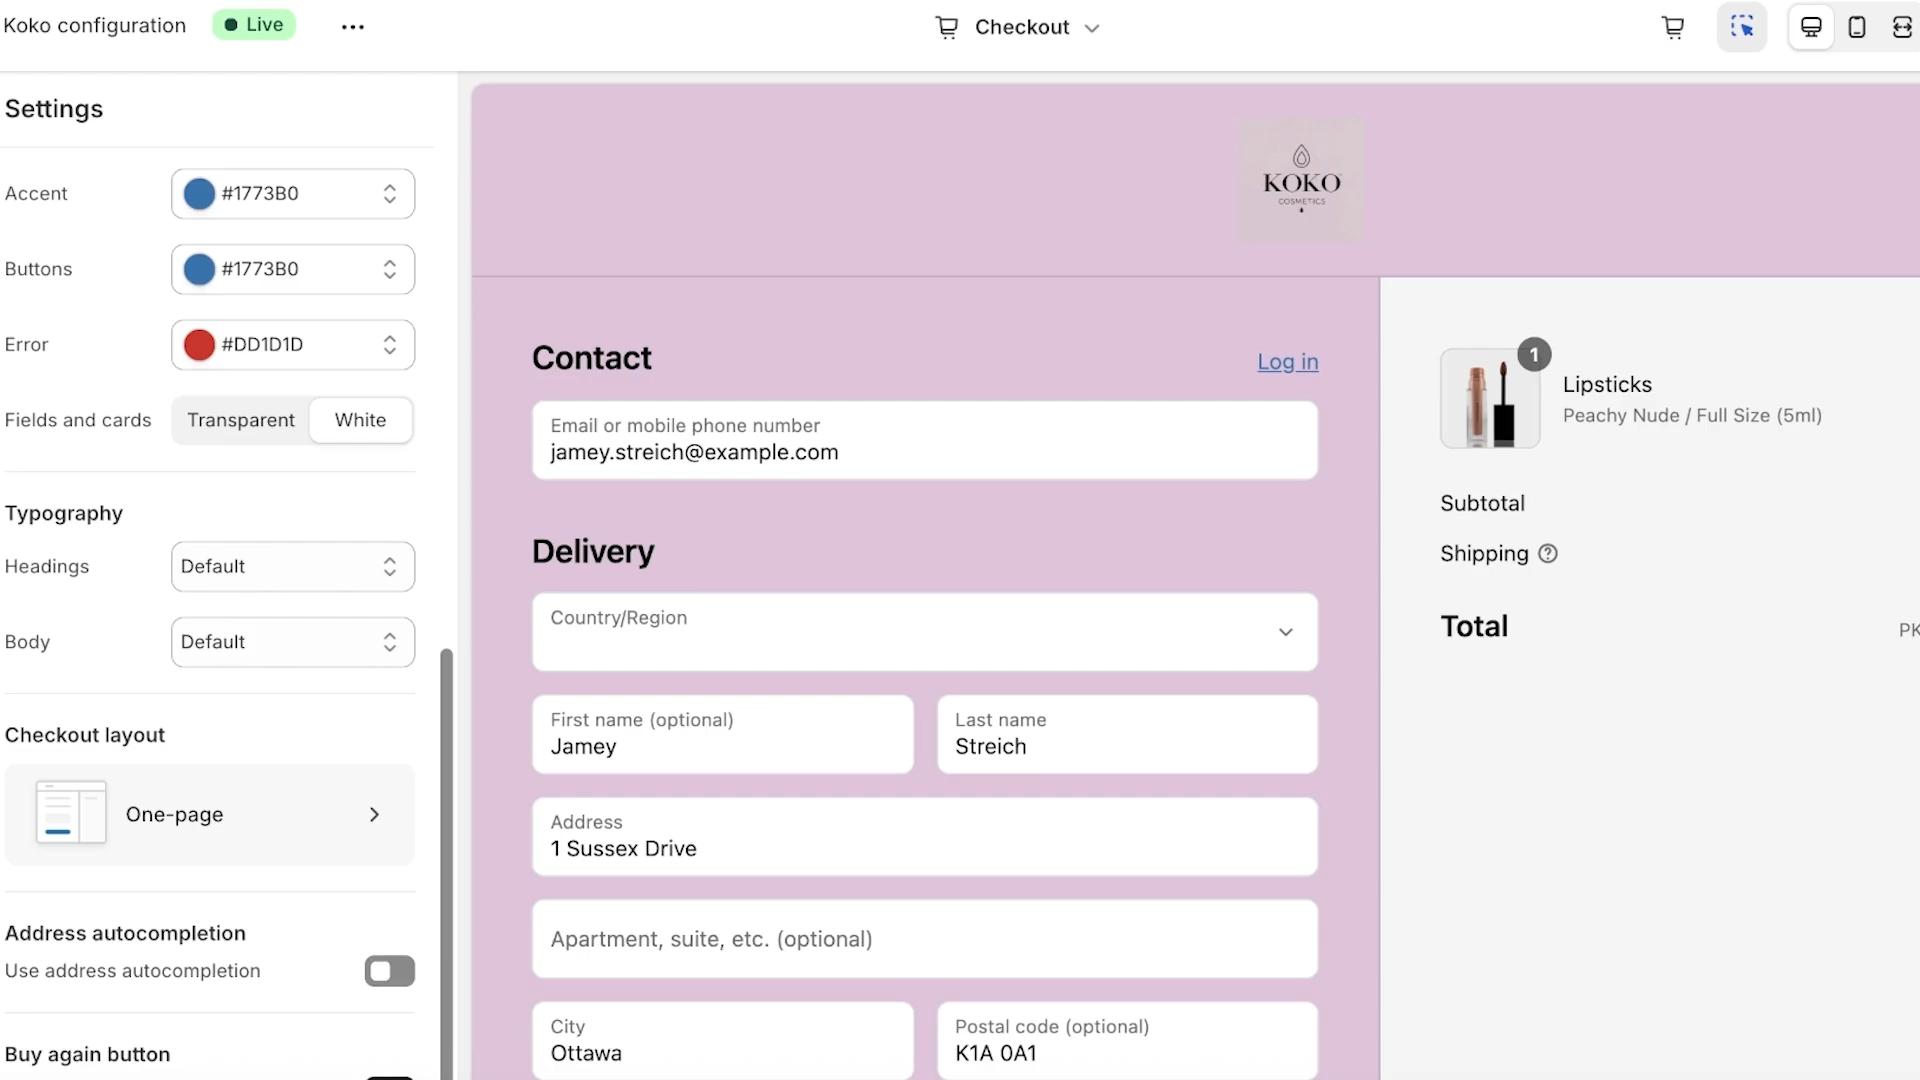 Koko configuration
Live
Checkout
Settings
Accent
#1773B0
Buttons
#1773B0
Error
#DD1D1D
Fields and cards
Transparent
White
Typography
Headings
Default
Body
Default
Checkout layout
One-page
Address autocompletion
Use address autocompletion
Buy again button
KOKO
COSMETICS
Contact
Log in
Email or mobile phone number
jamey.streich@example.com
Delivery
Country/Region
First name (optional)
Jamey
Last name
Streich
Address
1 Sussex Drive
Apartment, suite, etc. (optional)
City
Ottawa
Postal code (optional)
K1A 0A1
1
Lipsticks
Peachy Nude / Full Size (5ml)
Subtotal
Shipping
Total
PK